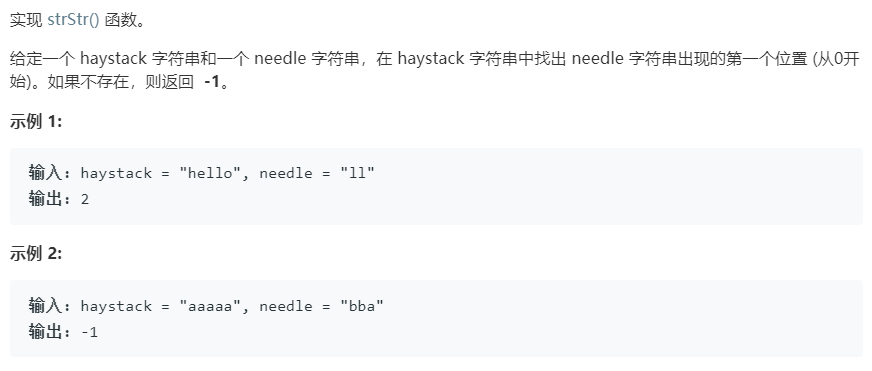 实现 strStr() 函数。
给定一个 haystack 字符串和一个 needle 字符串，在 haystack 字符串中找出 needle 字符串出现的第一个位置 (从0开
始)。如果不存在，则返回 -1。
示例 1:
输入: haystack = "hello", needle = "ll"
输出: 2
示例 2:
输入: haystack = "aaaaa", needle = "bba"
输出: -1